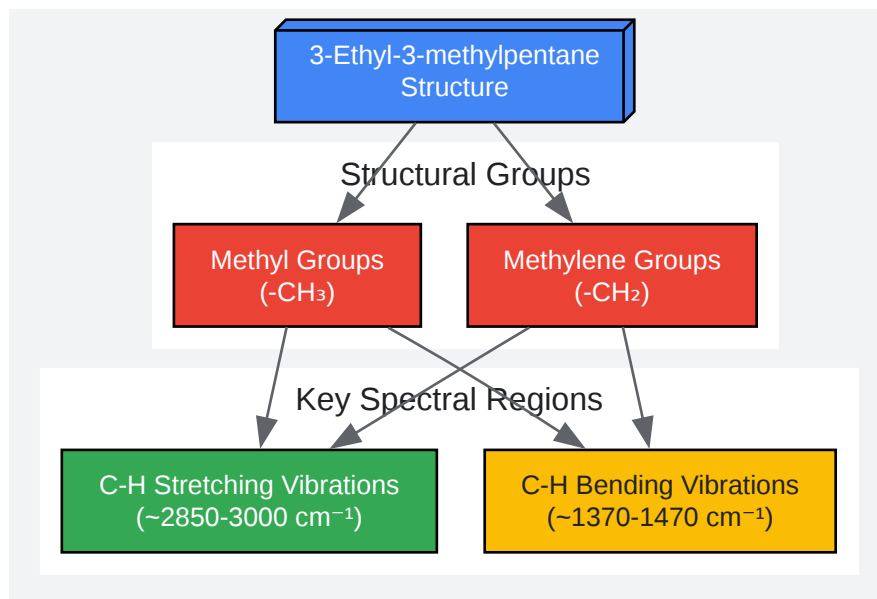 3-Ethyl-3-methylpentane
Structure
Structural Groups
Methyl Groups
(-CH₃)
Methylene Groups
(-CH₂)
Key Spectral Regions
C-H Stretching Vibrations
(~2850-3000 cm⁻¹)
C-H Bending Vibrations
(~1370-1470 cm⁻¹)